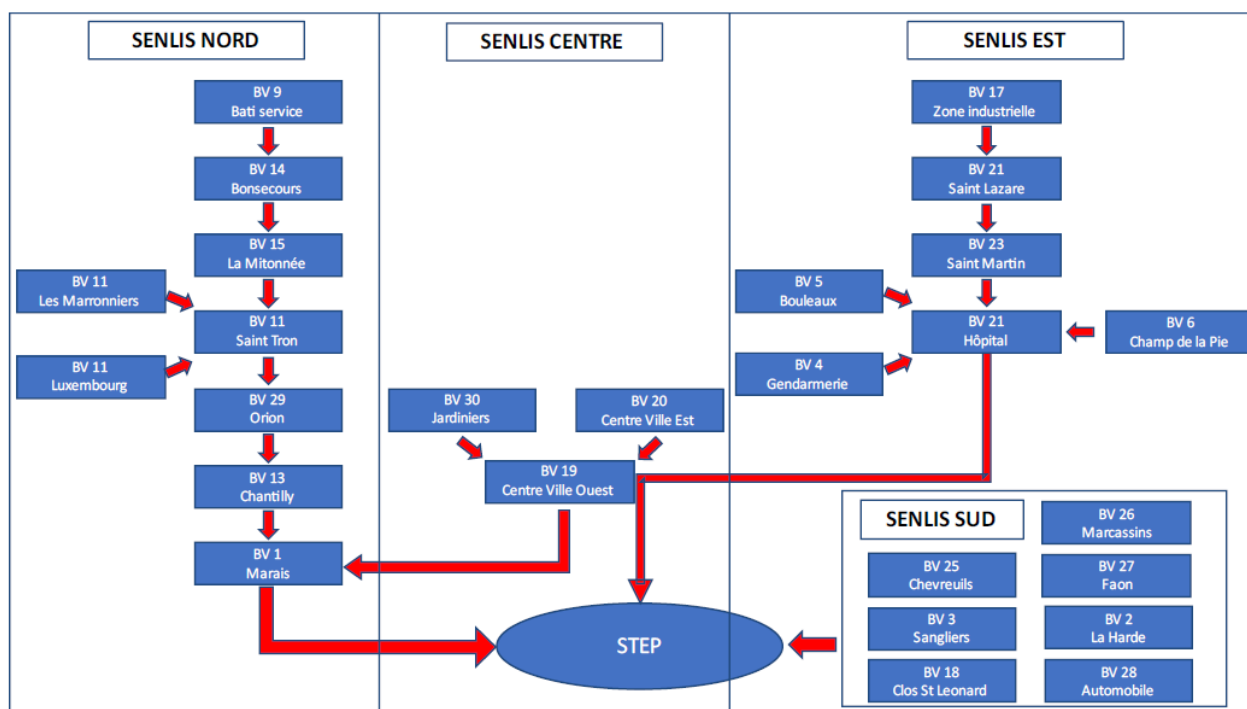 SENLIS NORD
BV 9
Bati service
BV 14
Bonsecours
BV 15
La Mitonnée
BV 11
Les Marronniers
BV 11
Saint Tron
BV 11
Luxembourg
BV 29
Orion
BV 13
Chantilly
BV 1
Marais
SENLIS CENTRE
BV 30
Jardiniers
BV 20
Centre Ville Est
BV 19
Centre Ville Ouest
SENLIS EST
BV 17
Zone industrielle
BV 21
Saint Lazare
BV 23
Saint Martin
BV 5
Bouleaux
BV 21
Hôpital
BV 6
Champ de la Pie
BV 4
Gendarmerie
SENLIS SUD
BV 26
Marcassins
BV 25
Chevreuils
BV 27
Faon
BV 3
Sangliers
BV 2
La Harde
BV 18
Clos St Leonard
BV 28
Automobile
STEP